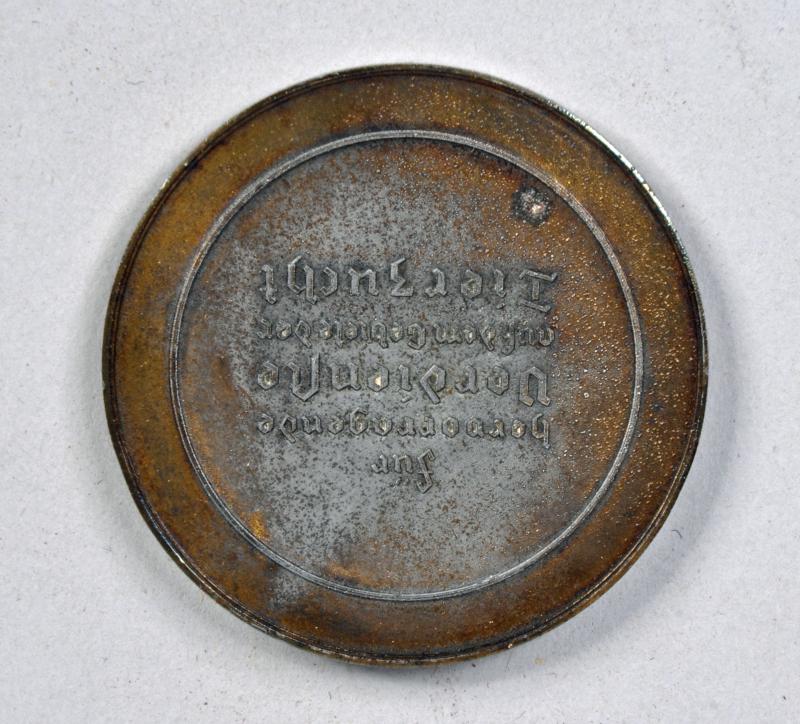 Für
hervorragende
Verdienste
auf dem Gebiete der
Tierzucht